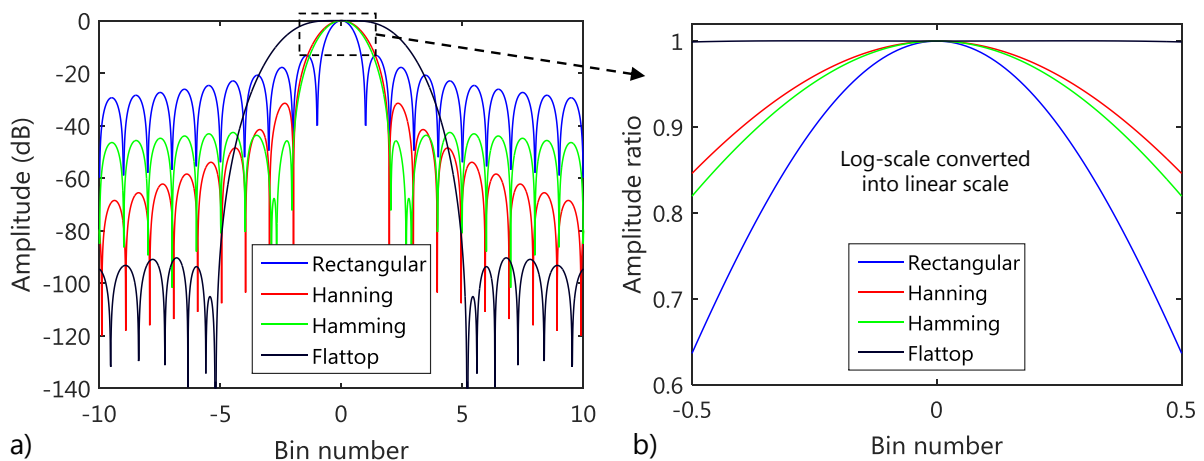 0
-20
-40
-60
-80
-100
-120
-140
Amplitude (dB)
-10
-5
0
5
10
Bin number
Rectangular
Hanning
Hamming
Flattop
a)
1
0.9
0.8
0.7
0.6
Amplitude ratio
Log-scale converted
into linear scale
Rectangular
Hanning
Hamming
Flattop
-0.5
0
0.5
Bin number
b)